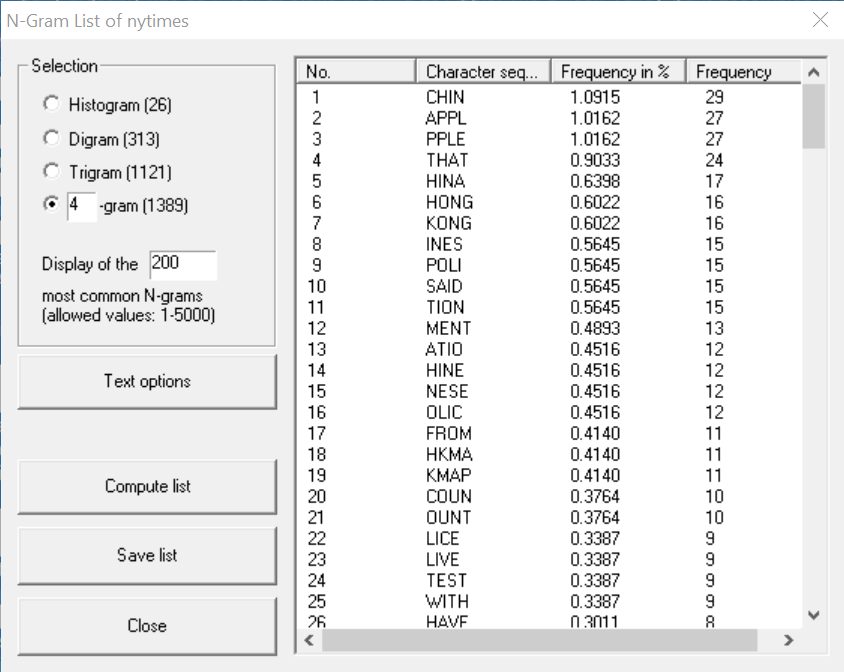 N-Gram List of nytimes
Selection
Histogram (26)
Digram (313)
Trigram (1121)
4 -gram (1389)
Display of the 200
most common N-grams
(allowed values: 1-5000)
Text options
Compute list
Save list
Close
No. Character seq... Frequency in % Frequency
1 CHIN 1.0915 29
2 APPL 1.0162 27
3 PPLE 1.0162 27
4 THAT 0.9033 24
5 HINA 0.6398 17
6 HONG 0.6022 16
7 KONG 0.6022 16
8 INES 0.5645 15
9 POLI 0.5645 15
10 SAID 0.5645 15
11 TION 0.5645 15
12 MENT 0.4893 13
13 ATIO 0.4516 12
14 HINE 0.4516 12
15 NESE 0.4516 12
16 OLIC 0.4516 12
17 FROM 0.4140 11
18 HKMA 0.4140 11
19 KMAP 0.4140 11
20 COUN 0.3764 10
21 OUNT 0.3764 10
22 LICE 0.3387 9
23 LIVE 0.3387 9
24 TEST 0.3387 9
25 WITH 0.3387 9
26 HAVE 0.3011 8